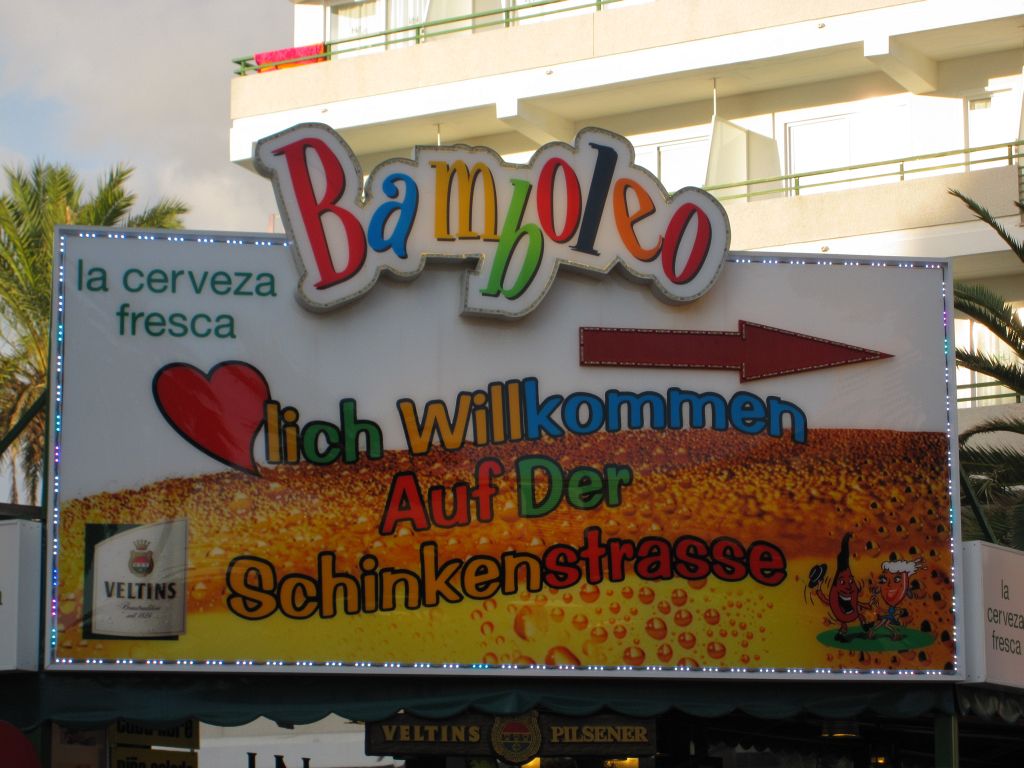 Bamboleo
la cerveza
fresca
lich Willkommen
Auf Der
Schinkenstrasse
VELTINS
la
cerveza
fresca
VELTINS PILSENER